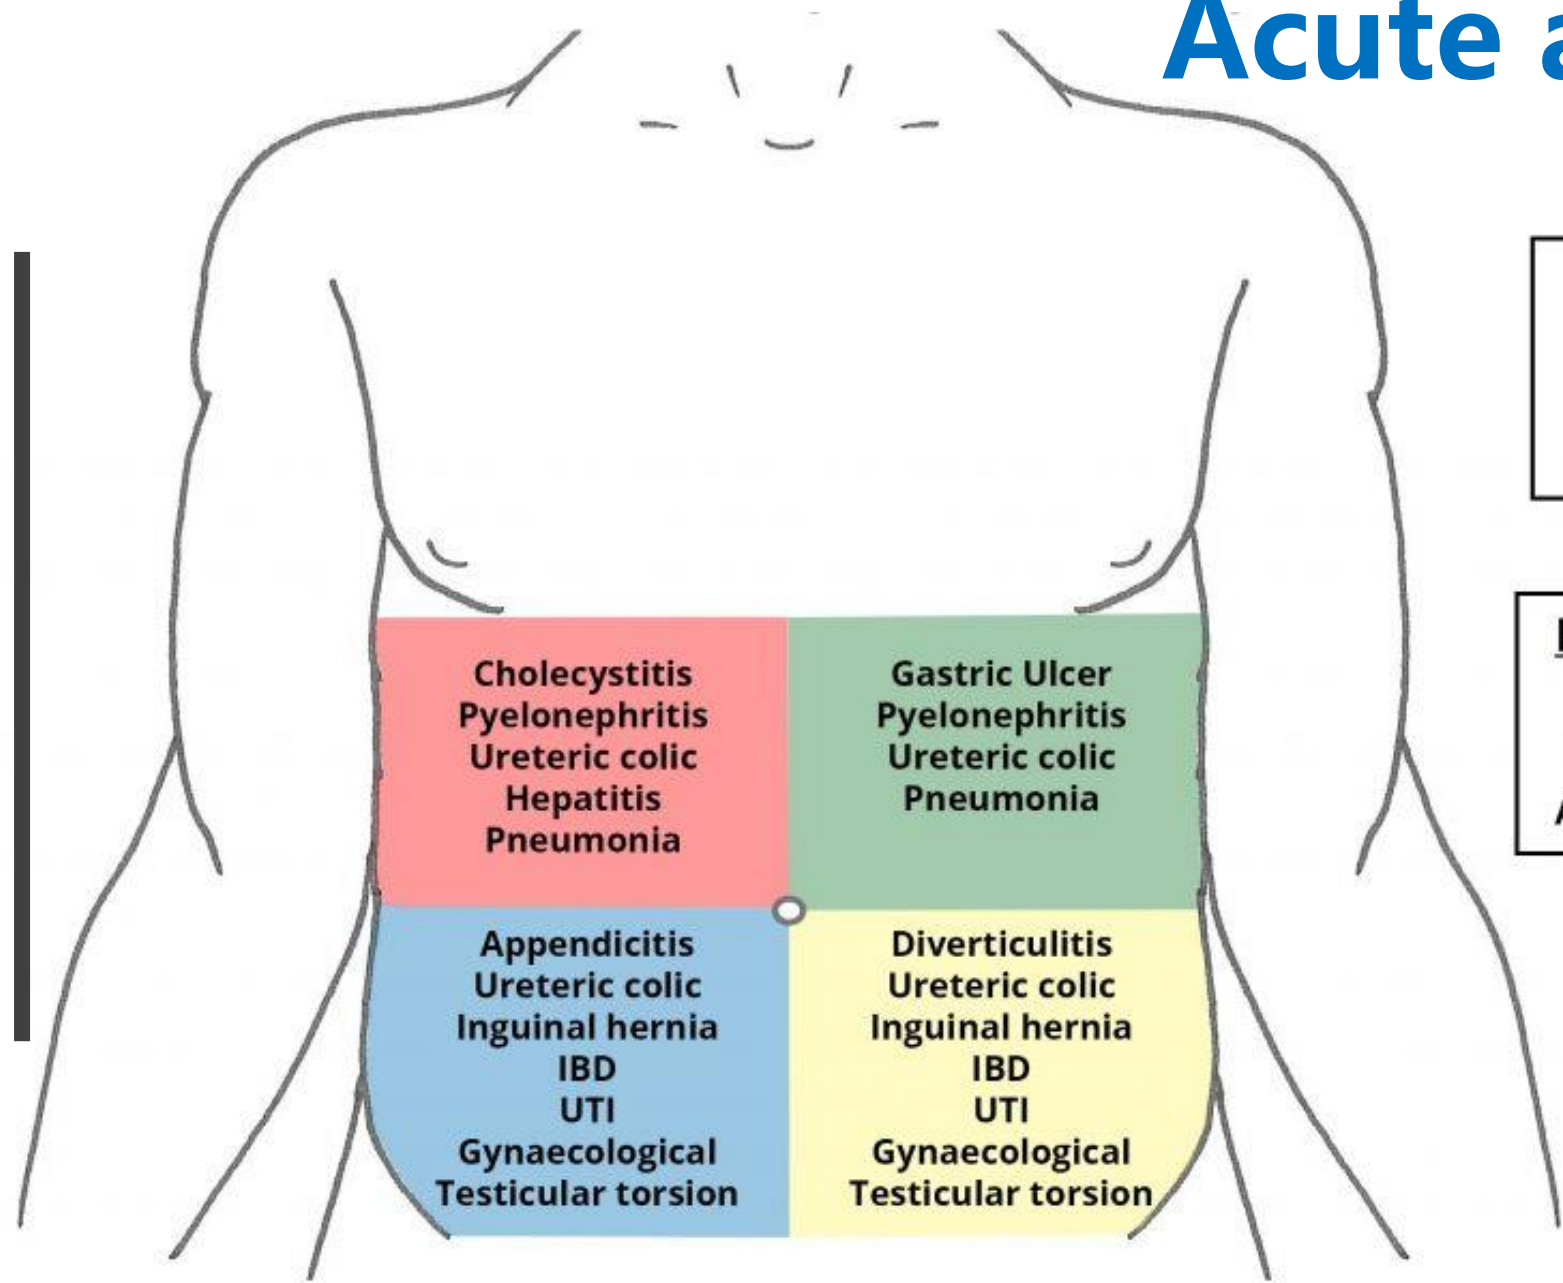 Acute a
Cholecystitis
Pyelonephritis
Ureteric colic
Hepatitis
Pneumonia
Gastric Ulcer
Pyelonephritis
Ureteric colic
Pneumonia
Appendicitis
Ureteric colic
Inguinal hernia
IBD
UTI
Gynaecological
Testicular torsion
Diverticulitis
Ureteric colic
Inguinal hernia
IBD
UTI
Gynaecological
Testicular torsion